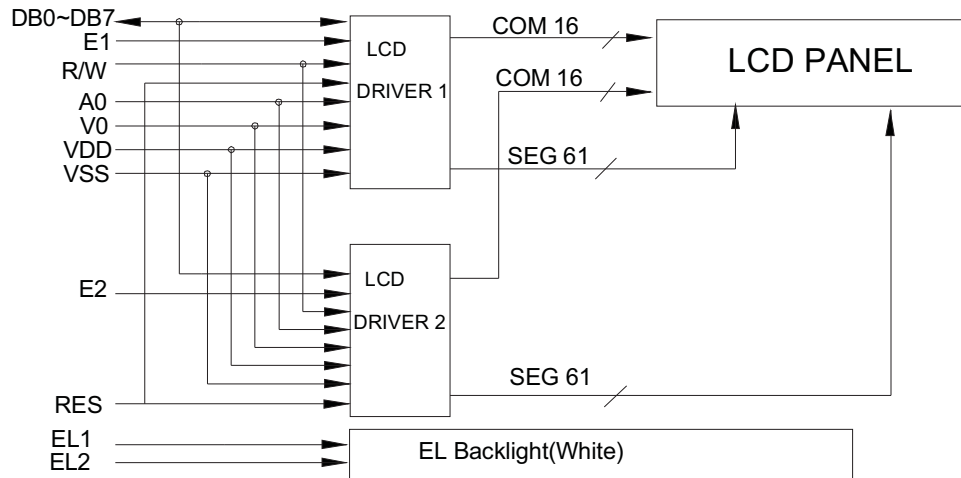 DB0~DB7
E1
R/W
A0
V0
VDD
VSS
LCD
DRIVER 1
COM 16
COM 16
SEG 61
LCD PANEL
E2
LCD
DRIVER 2
SEG 61
RES
EL1
EL2
EL Backlight(White)